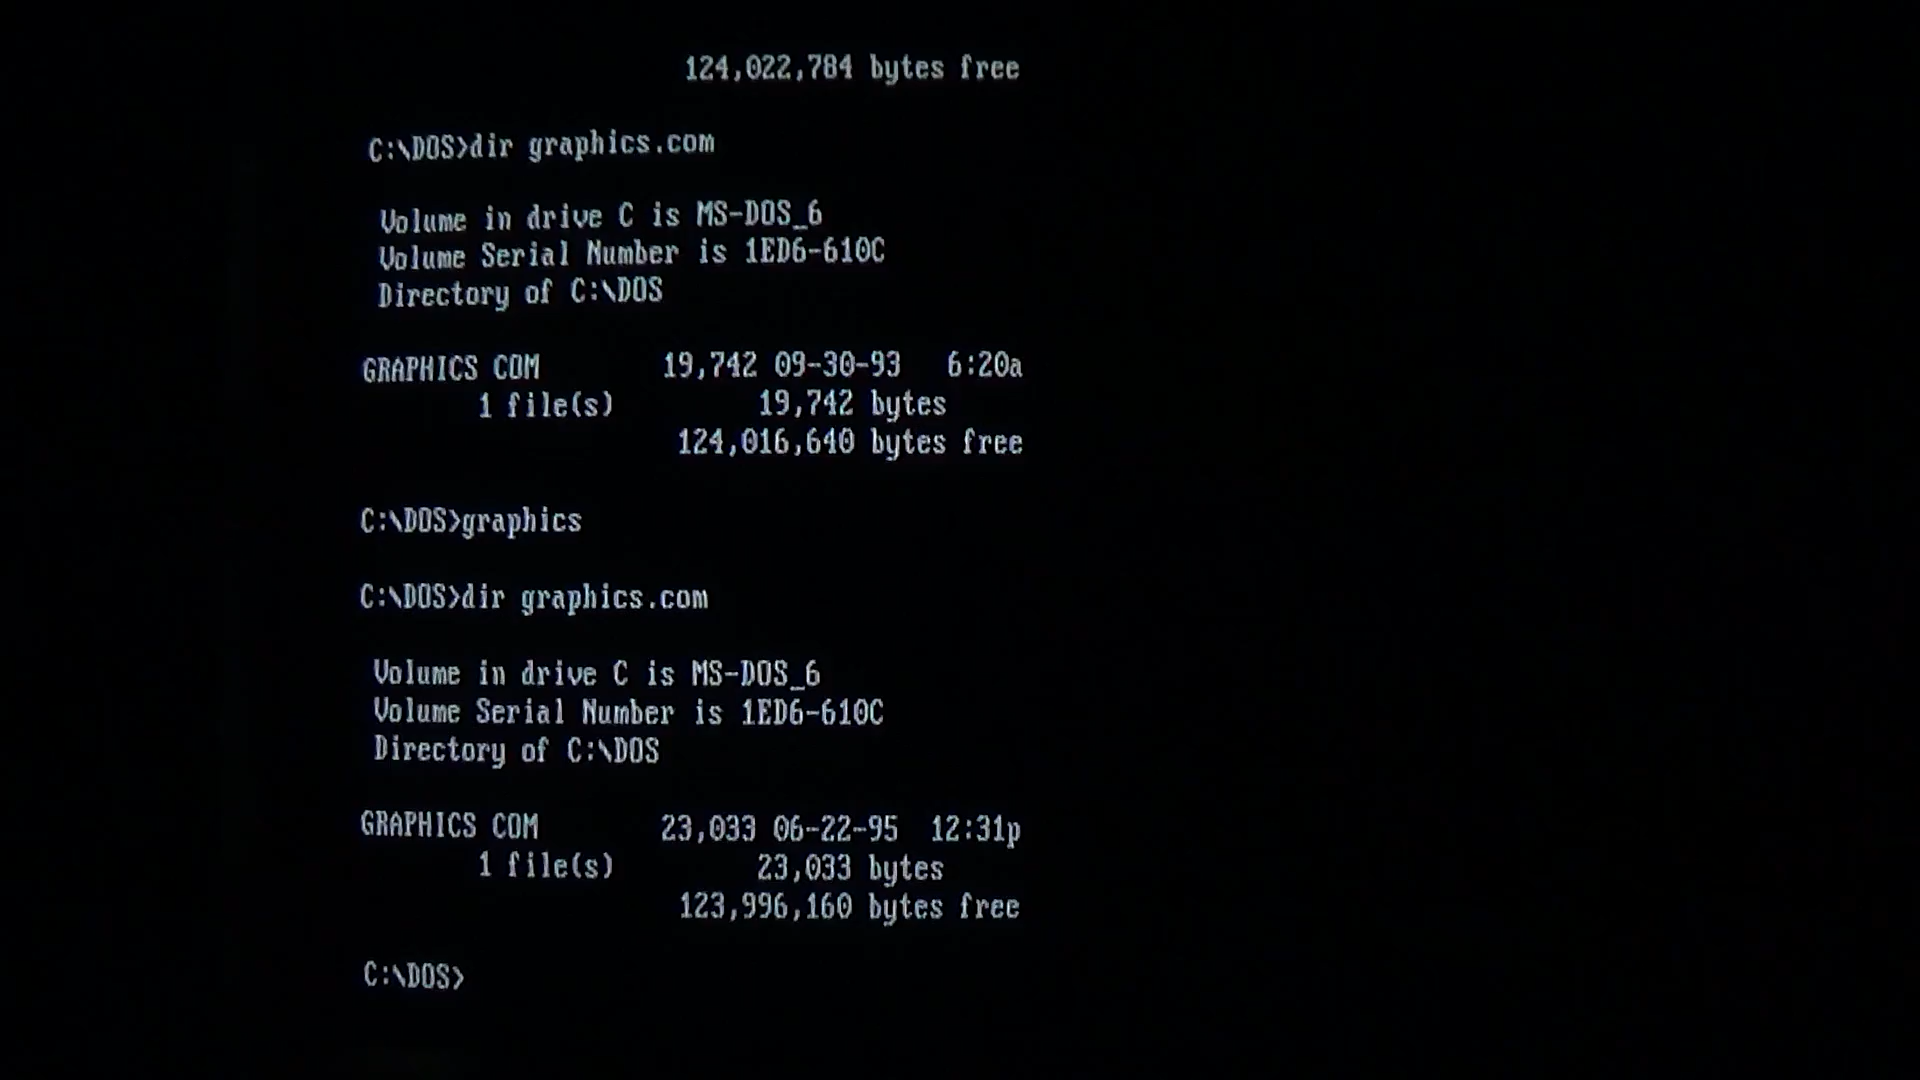 124,022,784 bytes free
C:\DOS>dir graphics.com
Volume in drive C is MS-DOS_6
Volume Serial Number is 1ED6-610C
Directory of C:\DOS
GRAPHICS COM 19,742 09-30-93 6:20a
1 file(s) 19,742 bytes
124,016,640 bytes free
C:\DOS>graphics
C:\DOS>dir graphics.com
Volume in drive C is MS-DOS_6
Volume Serial Number is 1ED6-610C
Directory of C:\DOS
GRAPHICS COM 23,033 06-22-95 12:31p
1 file(s) 23,033 bytes
123,996,160 bytes free
C:\DOS>